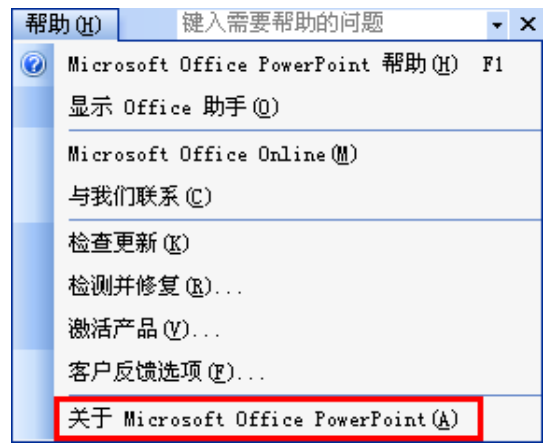 帮助(H) 键入需要帮助的问题
Microsoft Office PowerPoint 帮助(H) F1
显示 Office 助手(O)
Microsoft Office Online(M)
与我们联系(C)
检查更新(K)
检测并修复(R)...
激活产品(V)...
客户反馈选项(F)...
关于 Microsoft Office PowerPoint(A)